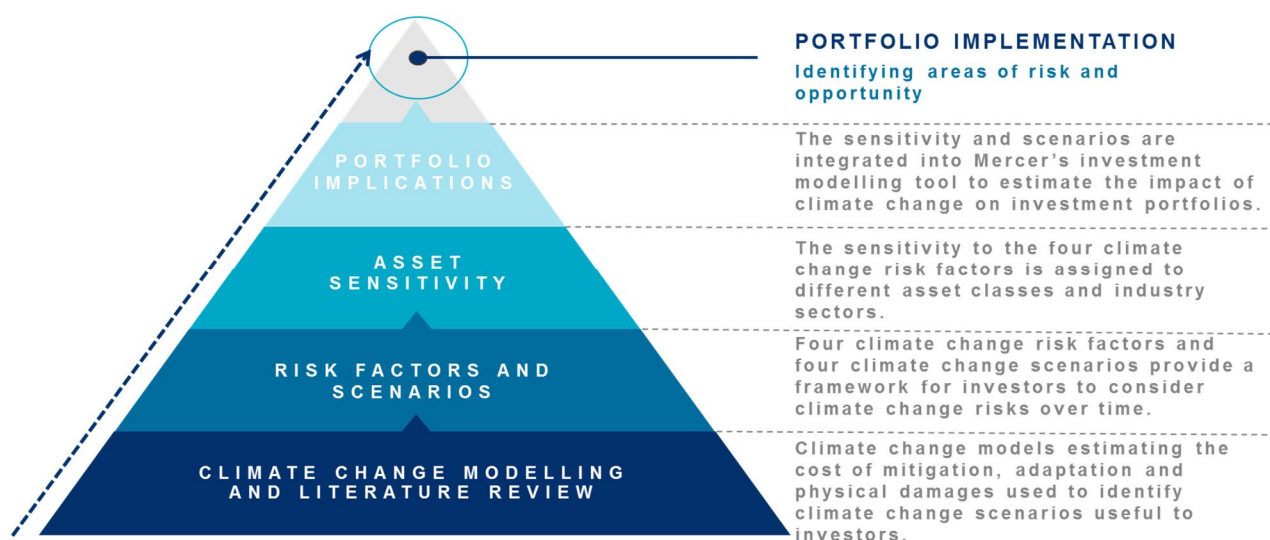 PORTFOLIO IMPLEMENTATION
Identifying areas of risk and
opportunity
PORTFOLIO
IMPLICATIONS
The sensitivity and scenarios are
integrated into Mercer's investment
modelling tool to estimate the impact of
climate change on investment portfolios.
ASSET
SENSITIVITY
The sensitivity to the four climate
change risk factors is assigned to
different asset classes and industry
sectors.
RISK FACTORS AND
SCENARIOS
Four climate change risk factors and
four climate change scenarios provide a
framework for investors to consider
climate change risks over time.
CLIMATE CHANGE MODELLING
AND LITERATURE REVIEW
Climate change models estimating the
cost of mitigation, adaptation and
physical damages used to identify
climate change scenarios useful to
investors.